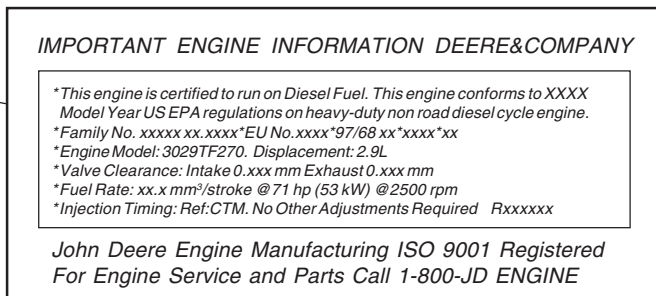 IMPORTANT ENGINE INFORMATION DEERE&COMPANY
*This engine is certified to run on Diesel Fuel. This engine conforms to XXXX
Model Year US EPA regulations on heavy-duty non road diesel cycle engine.
*Family No. xxxxx xx.xxxx*EU No.xxxx*97/68 xx*xxxx*xx
*Engine Model: 3029TF270. Displacement: 2.9L
*Valve Clearance: Intake 0.xxx mm Exhaust 0.xxx mm
*Fuel Rate: xx.x mm³/stroke @ 71 hp (53 kW) @2500 rpm
*Injection Timing: Ref:CTM. No Other Adjustments Required Rxxxxxx
John Deere Engine Manufacturing ISO 9001 Registered
For Engine Service and Parts Call 1-800-JD ENGINE